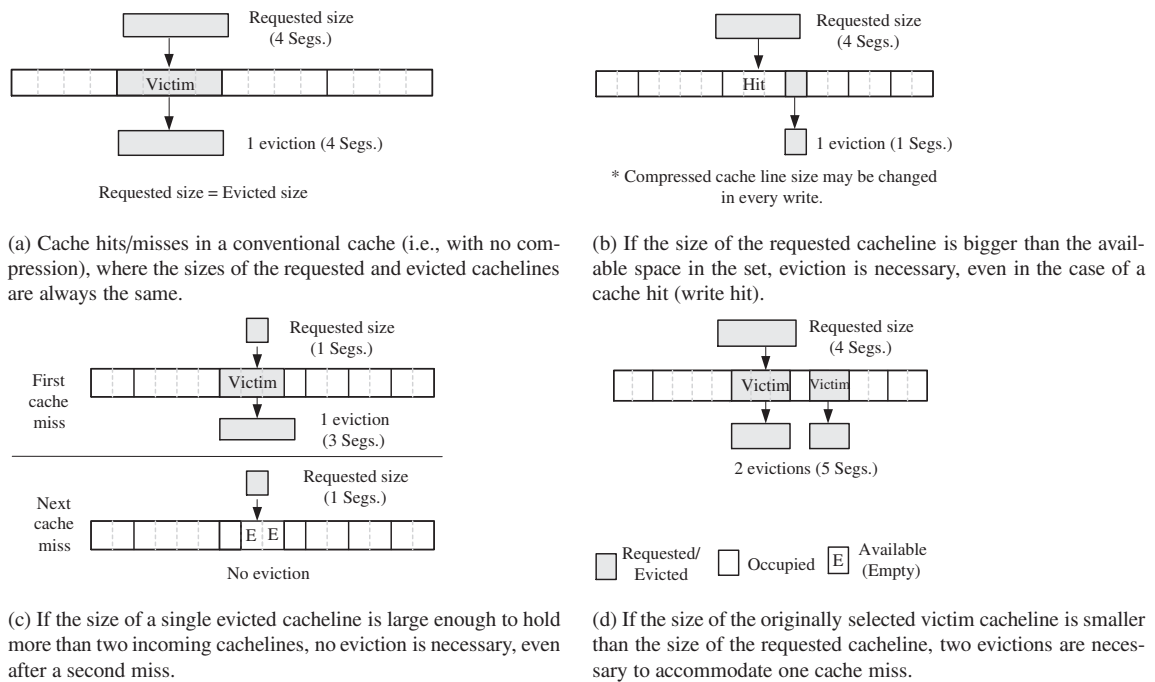 Requested size
(4 Segs.)
Victim
1 eviction (4 Segs.)
Requested size = Evicted size
(a) Cache hits/misses in a conventional cache (i.e., with no com-
pression), where the sizes of the requested and evicted cachelines
are always the same.
Requested size
(4 Segs.)
Hit
1 eviction (1 Segs.)
* Compressed cache line size may be changed
in every write.
(b) If the size of the requested cacheline is bigger than the avail-
able space in the set, eviction is necessary, even in the case of a
cache hit (write hit).
Requested size
(1 Segs.)
First
cache
miss
Victim
1 eviction
(3 Segs.)
Requested size
(1 Segs.)
Next
cache
miss
E E
No eviction
(c) If the size of a single evicted cacheline is large enough to hold
more than two incoming cachelines, no eviction is necessary, even
after a second miss.
Requested size
(4 Segs.)
Victim Victim
2 evictions (5 Segs.)
Requested/
Evicted
Occupied
E
Available
(Empty)
(d) If the size of the originally selected victim cacheline is smaller
than the size of the requested cacheline, two evictions are neces-
sary to accommodate one cache miss.